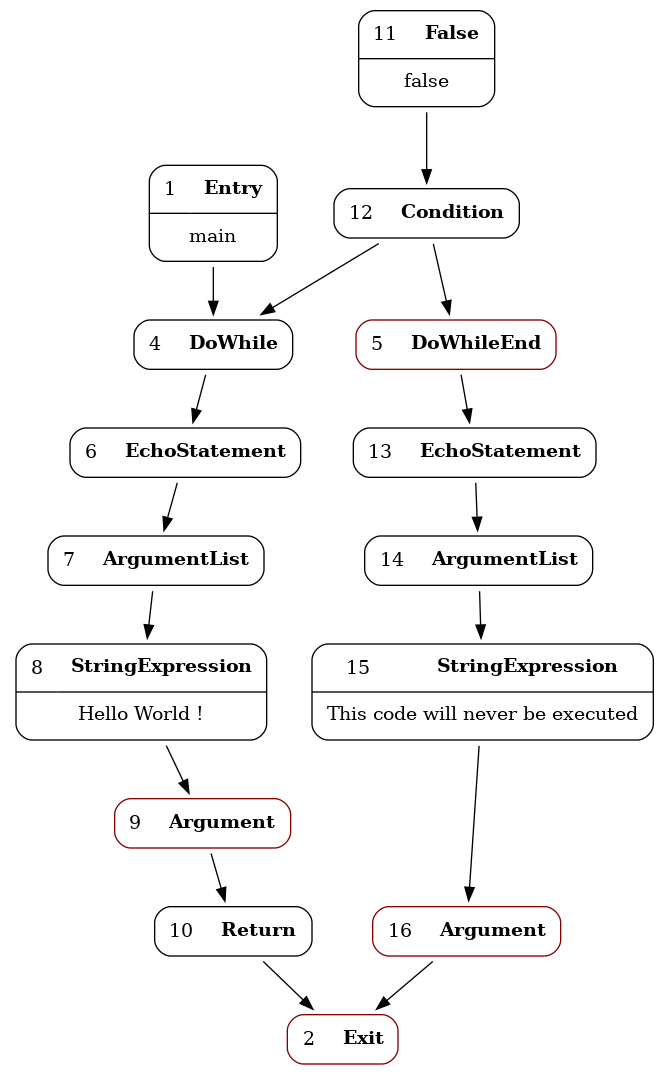 11 False
false
1 Entry
main
12 Condition
4 DoWhile
5 DoWhileEnd
6 EchoStatement
13 EchoStatement
7 ArgumentList
14 ArgumentList
8 StringExpression
Hello World !
15 StringExpression
This code will never be executed
9 Argument
10 Return
16 Argument
2 Exit